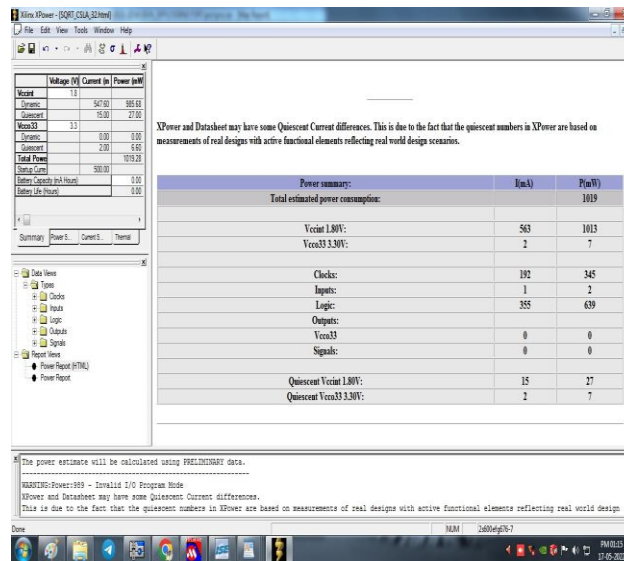 Xilinx XPower - [SQRT_CSLA_32.html]
File Edit View Tools Window Help
Voltage (V) Current (m Power (mW
Vccint 1.8
Dynamic 547.60 985.68
Quiescent 15.00 27.00
Vcco33 3.3
Dynamic 0.00 0.00
Quiescent 2.00 6.60
Total Powe 1019.28
Startup Curre 500.00
Battery Capacity (mA Hours) 0.00
Battery Life (Hours) 0.00
Summary Power S... Current S... Thermal
Data Views
Types
Clocks
Inputs
Logic
Outputs
Signals
Report Views
Power Report (HTML)
Power Report
XPower and Datasheet may have some Quiescent Current differences. This is due to the fact that the quiescent numbers in XPower are based on
measurements of real designs with active functional elements reflecting real world design scenarios.
Power summary: I(mA) P(mW)
Total estimated power consumption: 1019
Vccint 1.80V: 563 1013
Vcco33 3.30V: 2 7
Clocks: 192 345
Inputs: 1 2
Logic: 355 639
Outputs:
Vcco33 0 0
Signals: 0 0
Quiescent Vccint 1.80V: 15 27
Quiescent Vcco33 3.30V: 2 7
The power estimate will be calculated using PRELIMINARY data.
WARNING:Power:989 - Invalid I/O Program Mode
XPower and Datasheet may have some Quiescent Current differences.
This is due to the fact that the quiescent numbers in XPower are based on measurements of real designs with active functional elements reflecting real world design
Done
NUM 2s600efg676-7
PM 01:15
17-05-2022